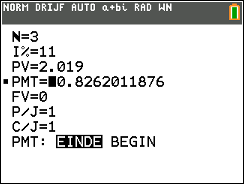 NORM DRIJF AUTO a+bi RAD WN
N=3
I%=11
PV=2.019
PMT=0.8262011876
FV=0
P/J=1
C/J=1
PMT: EINDE BEGIN